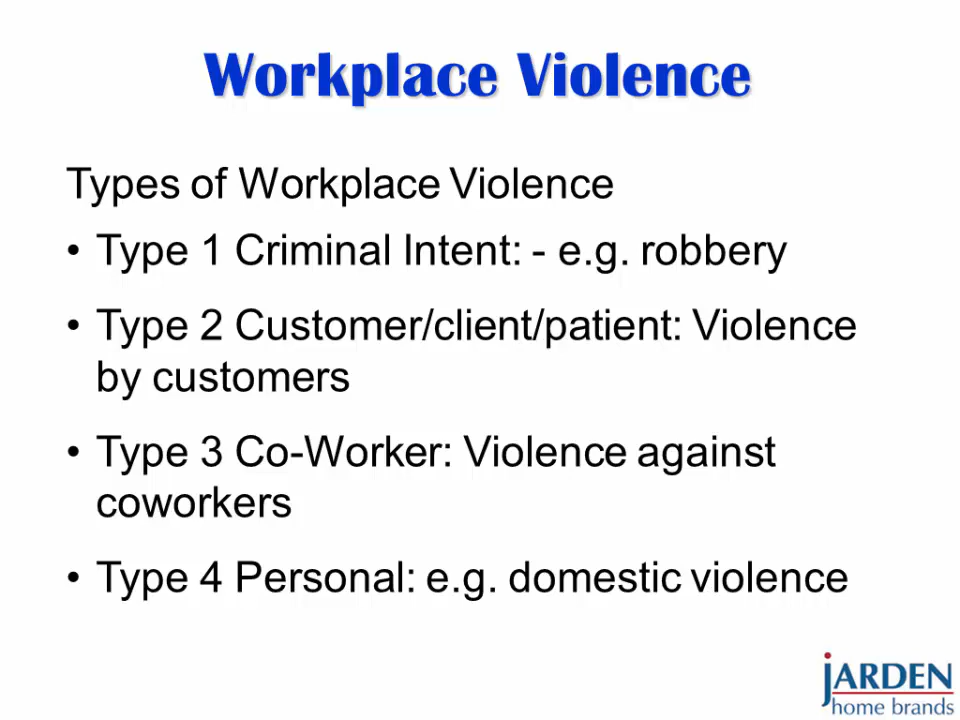 Workplace Violence
Types of Workplace Violence
• Type 1 Criminal Intent: - e.g. robbery
• Type 2 Customer/client/patient: Violence
by customers
• Type 3 Co-Worker: Violence against
coworkers
• Type 4 Personal: e.g. domestic violence
jARDEN
home brands